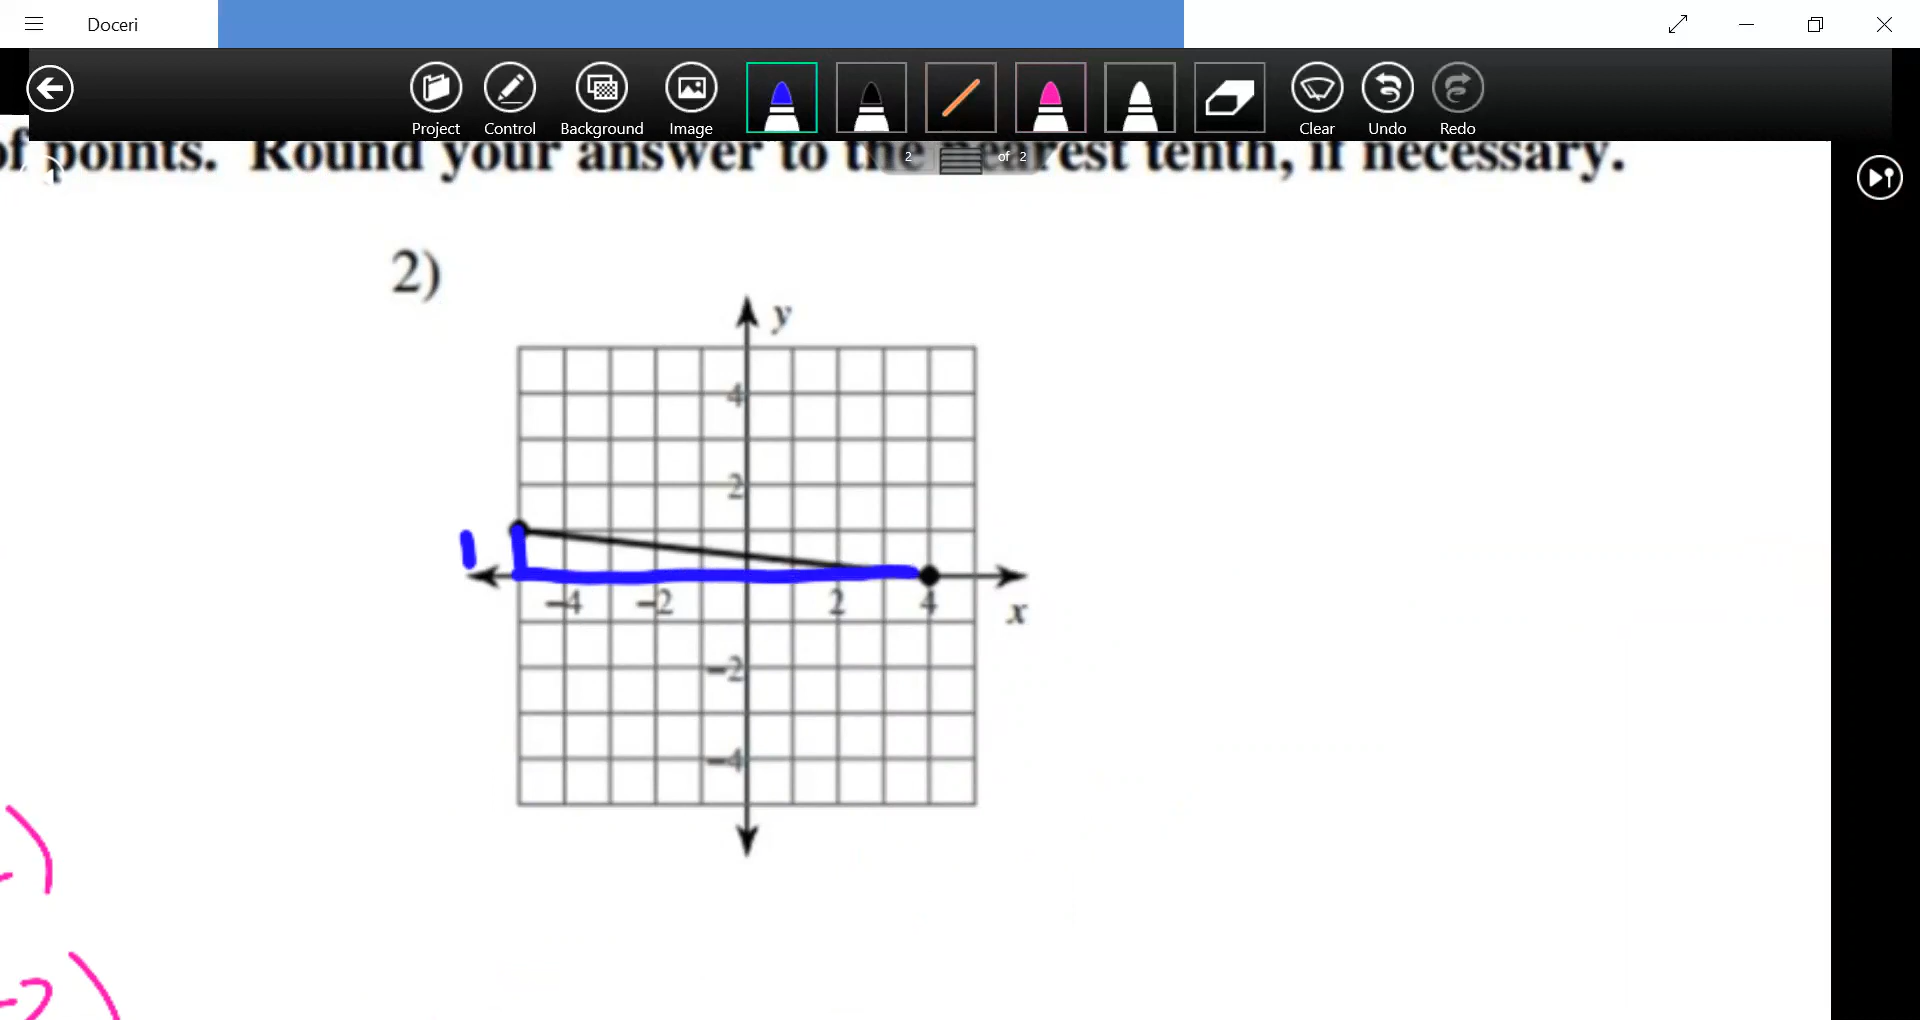 Doceri
Project Control Background Image Clear Undo Redo
of points. Round your answer to the nearest tenth, if necessary.
2 of 2
2)
y
4
2
1
-4 -2 2 4
x
-2
-4
)
-2)